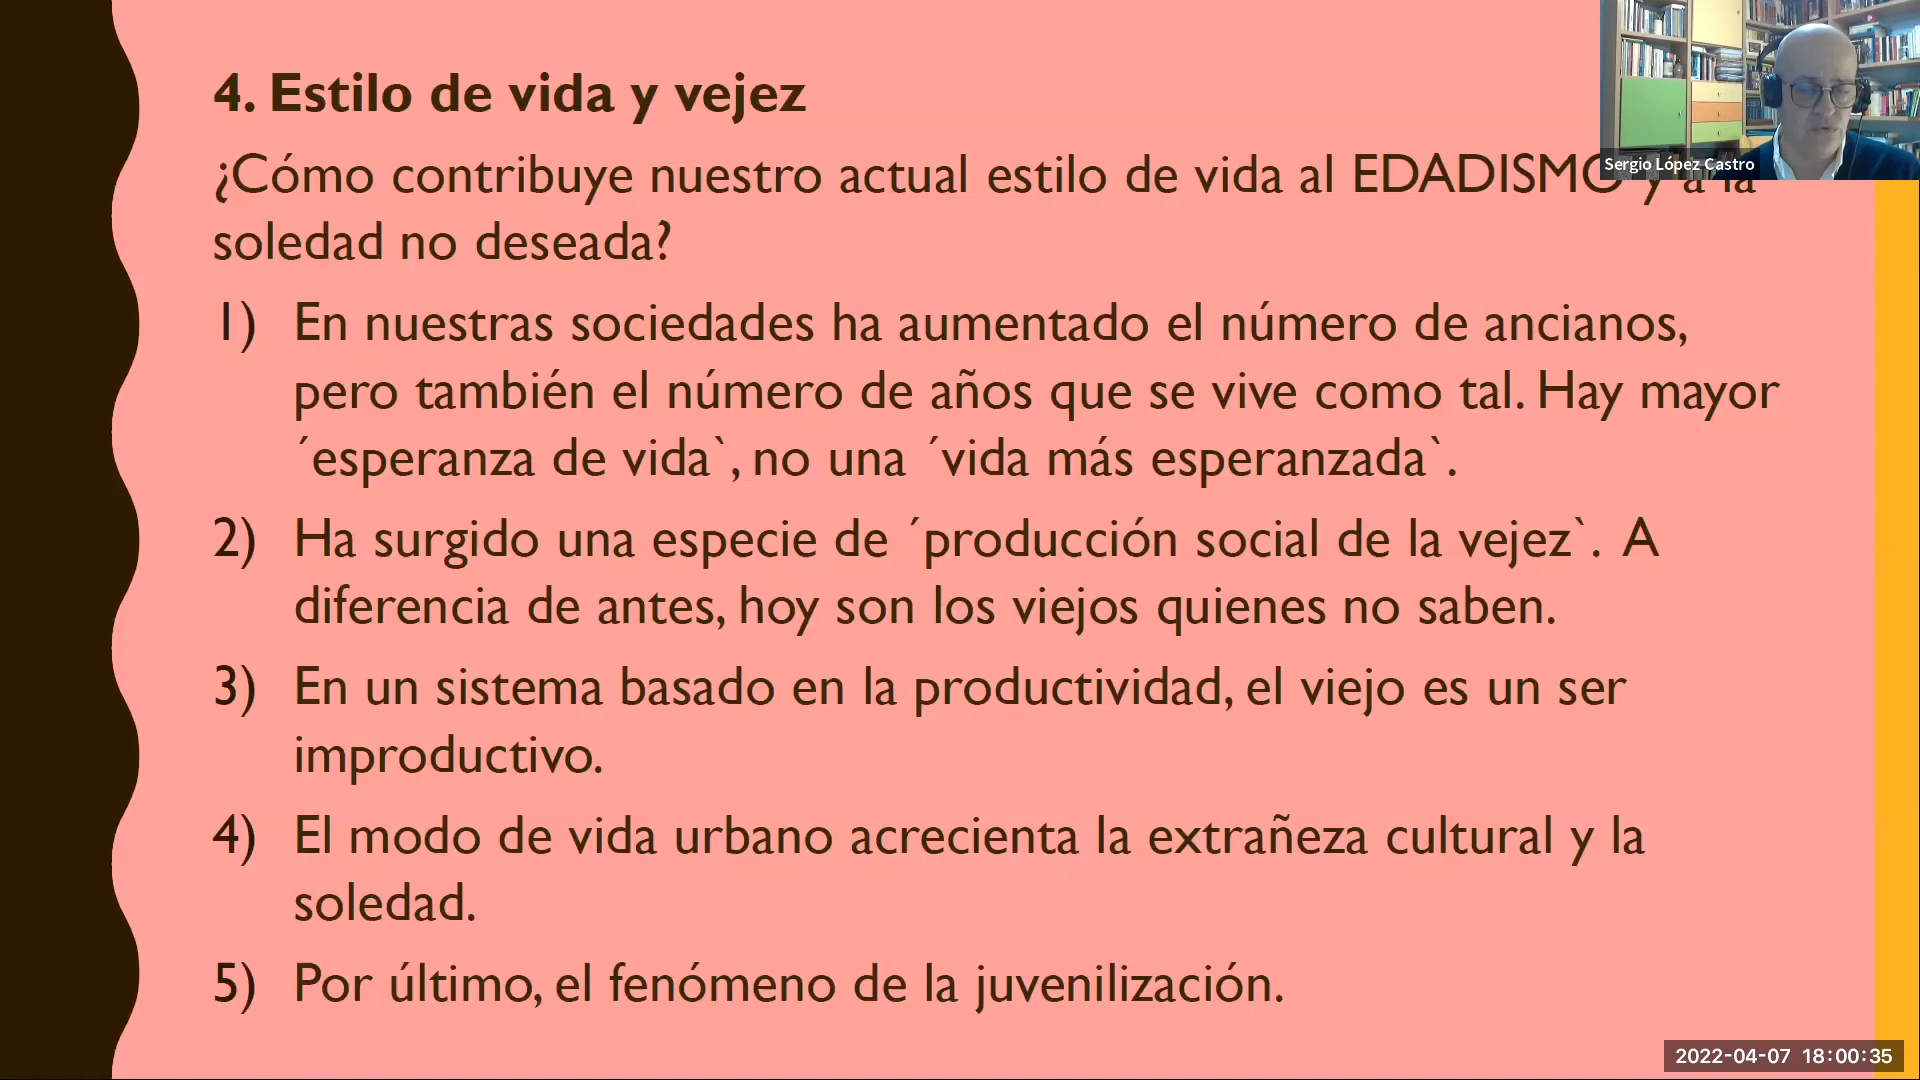 4. Estilo de vida y vejez
¿Cómo contribuye nuestro actual estilo de vida al EDADISMO y a la
soledad no deseada?
1) En nuestras sociedades ha aumentado el número de ancianos,
pero también el número de años que se vive como tal. Hay mayor
´esperanza de vida`, no una ´vida más esperanzada`.
2) Ha surgido una especie de ´producción social de la vejez`. A
diferencia de antes, hoy son los viejos quienes no saben.
3) En un sistema basado en la productividad, el viejo es un ser
improductivo.
4) El modo de vida urbano acrecienta la extrañeza cultural y la
soledad.
5) Por último, el fenómeno de la juvenilización.
Sergio López Castro
2022-04-07 18:00:35